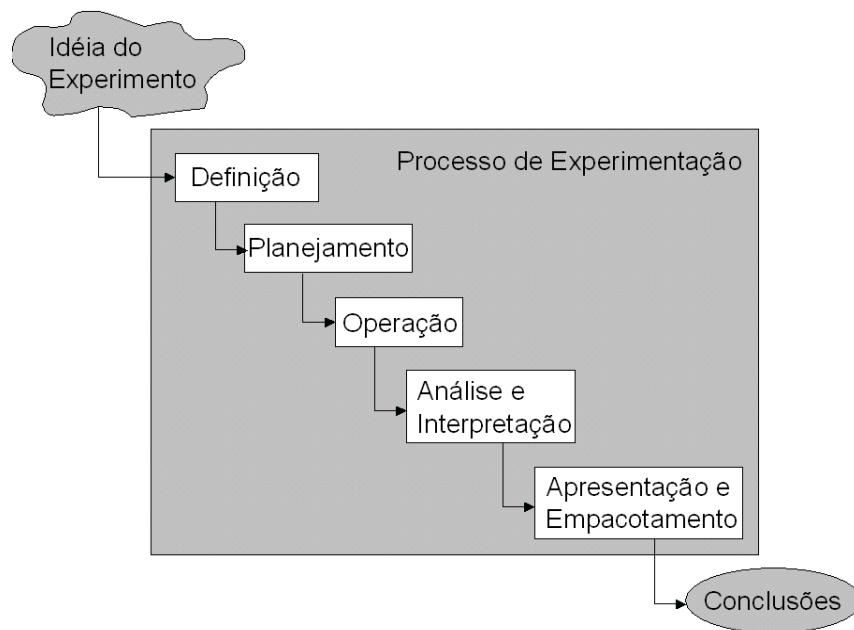 Idéia do
Experimento
Processo de Experimentação
Definição
Planejamento
Operação
Análise e
Interpretação
Apresentação e
Empacotamento
Conclusões